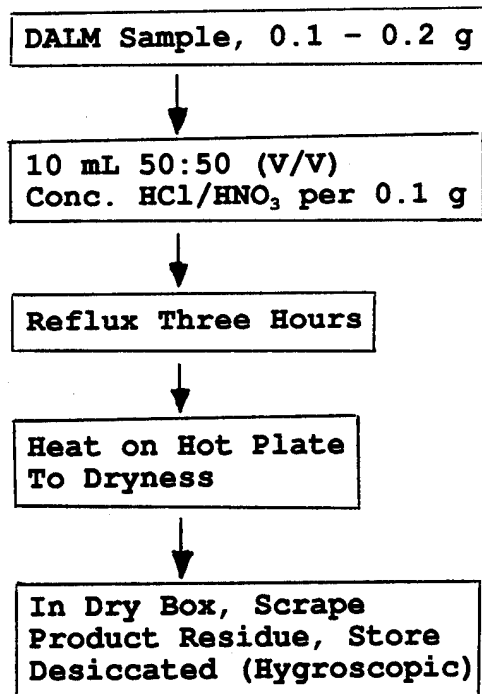 DALM Sample, 0.1 – 0.2 g
10 mL 50:50 (V/V)
Conc. HCl/HNO₃ per 0.1 g
Reflux Three Hours
Heat on Hot Plate
To Dryness
In Dry Box, Scrape
Product Residue, Store
Desiccated (Hygroscopic)